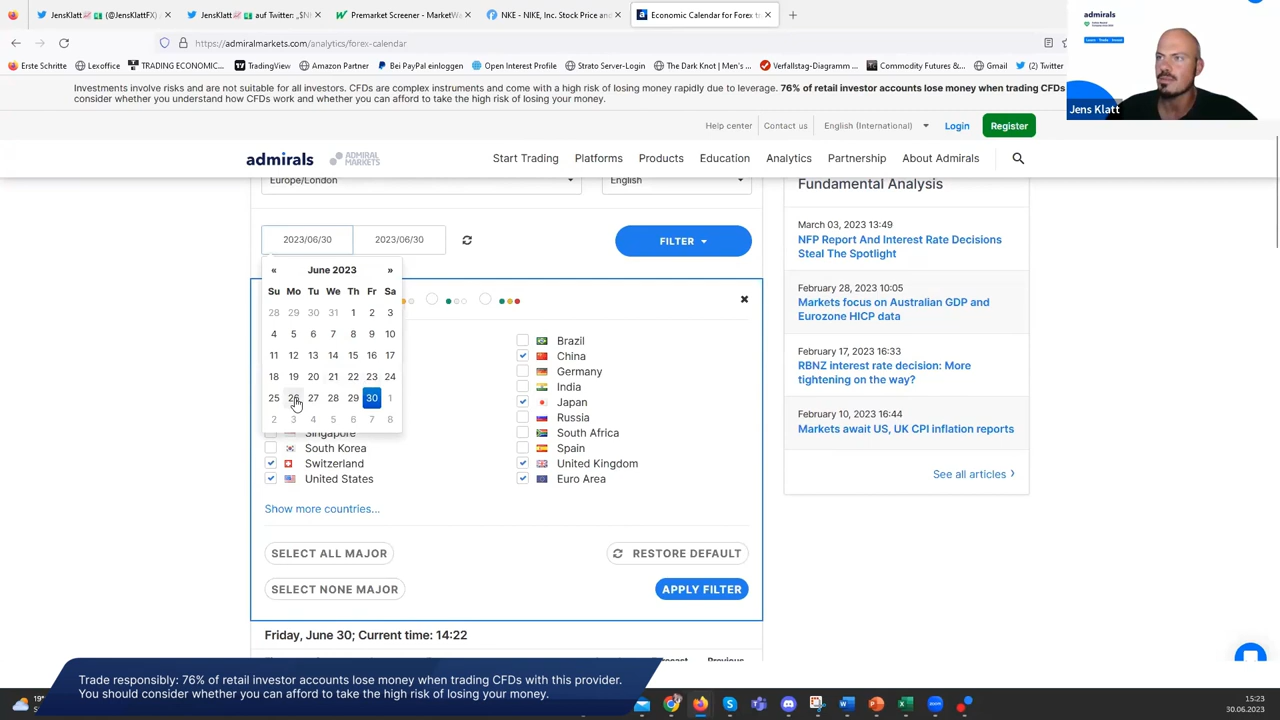 JensKlatt
(@JensKlattFX)
JensKlatt
auf Twitter: „$N
Premarket Screener - MarketWa
NKE - NIKE, Inc. Stock Price and
Economic Calendar for Forex t
https://admiralmarkets.com/analytics/forex-c
Erste Schritte
Lexoffice
TRADING ECONOMIC...
TradingView
Amazon Partner
Bei PayPal einlogg
Open Interest Profile
Strato Server-Login
The Dark Knot | Men's ...
Verfallstag-Diagramm ...
Commodity Futures &...
Gmail
(2) Twitter
admirals
Learn Trade Invest
Jens Klatt
Investments involve risks and are not suitable for all investors. CFDs are complex instruments and come with a high risk of losing money rapidly due to leverage. 76% of retail investor accounts lose money when trading CFDs
consider whether you understand how CFDs work and whether you can afford to take the high risk of losing your money.
Help center
Contact us
English (International)
Login
Register
admirals
ADMIRAL
MARKETS
Start Trading
Platforms
Products
Education
Analytics
Partnership
About Admirals
Europe/London
English
2023/06/30
2023/06/30
FILTER
« June 2023 »
Su Mo Tu We Th Fr Sa
28 29 30 31 1 2 3
4 5 6 7 8 9 10
11 12 13 14 15 16 17
18 19 20 21 22 23 24
25 26 27 28 29 30 1
2 3 4 5 6 7 8
Brazil
China
Germany
India
Japan
Russia
Singapore
South Africa
South Korea
Spain
Switzerland
United Kingdom
United States
Euro Area
Show more countries...
SELECT ALL MAJOR
RESTORE DEFAULT
SELECT NONE MAJOR
APPLY FILTER
Friday, June 30; Current time: 14:22
Forecast
Previous
Fundamental Analysis
March 03, 2023 13:49
NFP Report And Interest Rate Decisions
Steal The Spotlight
February 28, 2023 10:05
Markets focus on Australian GDP and
Eurozone HICP data
February 17, 2023 16:33
RBNZ interest rate decision: More
tightening on the way?
February 10, 2023 16:44
Markets await US, UK CPI inflation reports
See all articles
Trade responsibly: 76% of retail investor accounts lose money when trading CFDs with this provider.
You should consider whether you can afford to take the high risk of losing your money.
15:23
30.06.2023